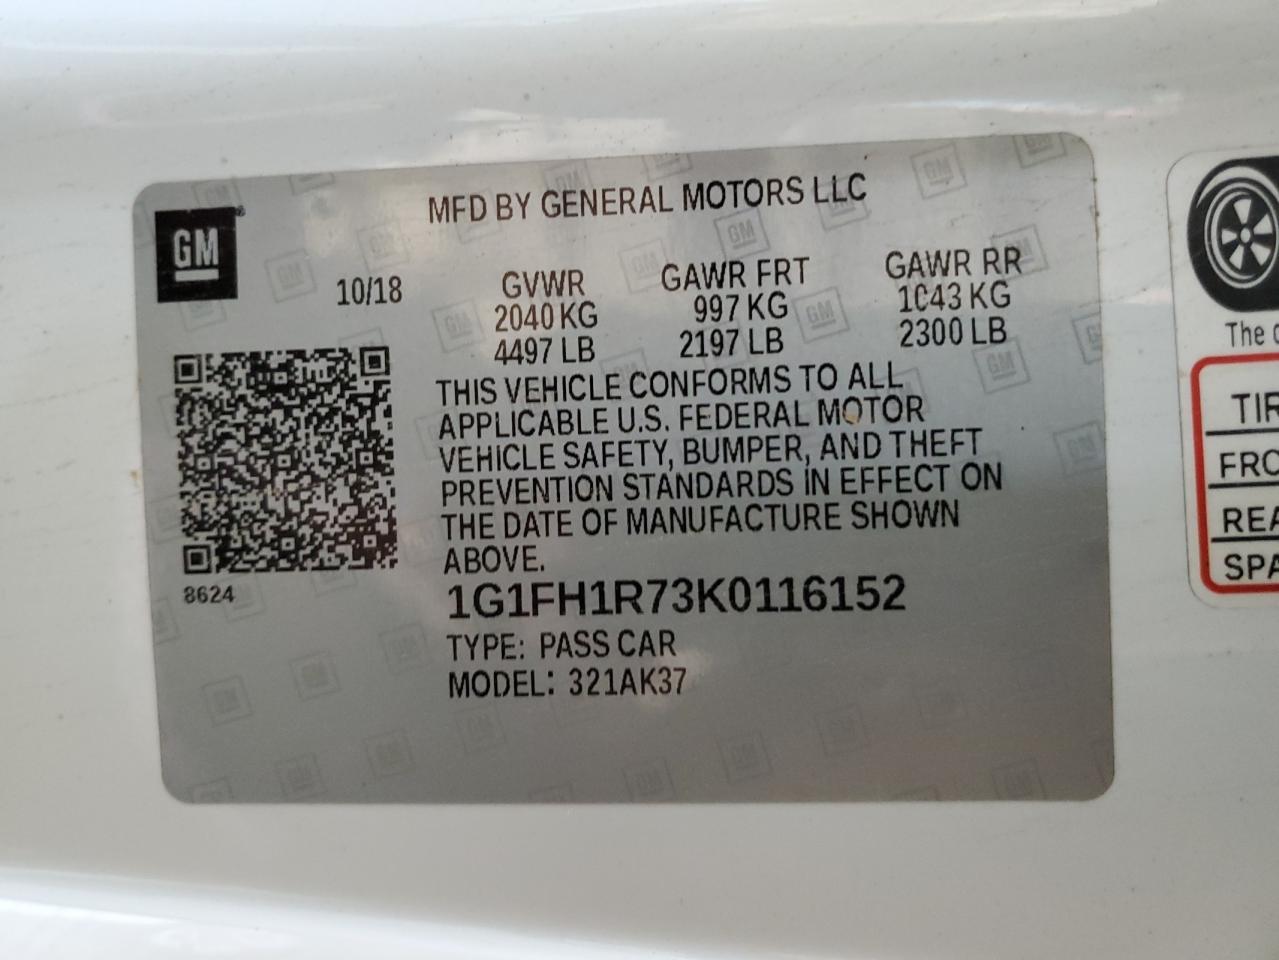 MFD BY GENERAL MOTORS LLC
GM
10/18
GVWR
2040 KG
4497 LB
GAWR FRT
997 KG
2197 LB
GAWR RR
1043 KG
2300 LB
THIS VEHICLE CONFORMS TO ALL
APPLICABLE U.S. FEDERAL MOTOR
VEHICLE SAFETY, BUMPER, AND THEFT
PREVENTION STANDARDS IN EFFECT ON
THE DATE OF MANUFACTURE SHOWN
ABOVE.
8624
1G1FH1R73K0116152
TYPE: PASS CAR
MODEL: 321AK37
The